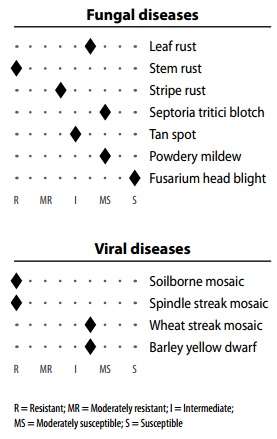 Fungal diseases
Leaf rust
Stem rust
Stripe rust
Septoria tritici blotch
Tan spot
Powdery mildew
Fusarium head blight
R MR I MS S
Viral diseases
Soilborne mosaic
Spindle streak mosaic
Wheat streak mosaic
Barley yellow dwarf
R MR I MS S
R = Resistant; MR = Moderately resistant; I = Intermediate;
MS = Moderately susceptible; S = Susceptible